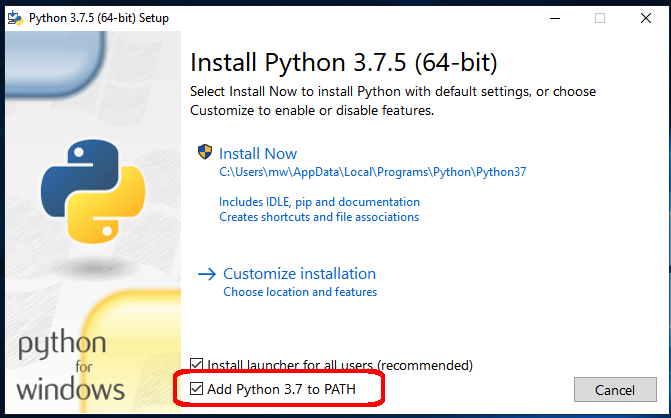 Python 3.7.5 (64-bit) Setup
Install Python 3.7.5 (64-bit)
Select Install Now to install Python with default settings, or choose
Customize to enable or disable features.
Install Now
C:\Users\mw\AppData\Local\Programs\Python\Python37
Includes IDLE, pip and documentation
Creates shortcuts and file associations
Customize installation
Choose location and features
python
for
windows
Install launcher for all users (recommended)
Add Python 3.7 to PATH
Cancel